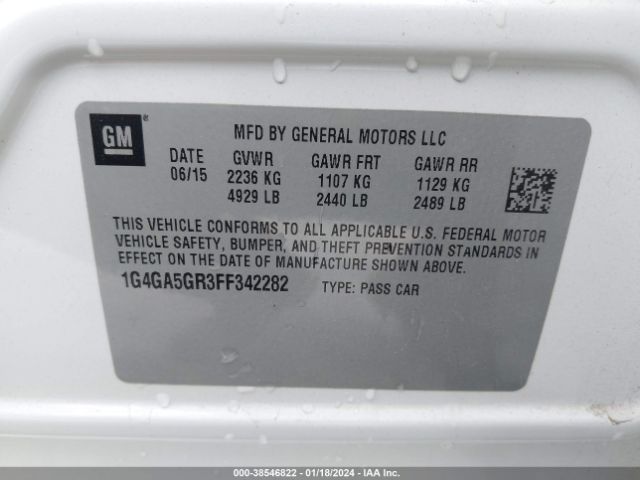 GM®
MFD BY GENERAL MOTORS LLC
DATE GVWR GAWR FRT GAWR RR
06/15 2236 KG 1107 KG 1129 KG
4929 LB 2440 LB 2489 LB
THIS VEHICLE CONFORMS TO ALL APPLICABLE U.S. FEDERAL MOTOR
VEHICLE SAFETY, BUMPER, AND THEFT PREVENTION STANDARDS IN
EFFECT ON THE DATE OF MANUFACTURE SHOWN ABOVE.
1G4GA5GR3FF342282 TYPE: PASS CAR
000-38546822 - 01/18/2024 - IAA Inc.